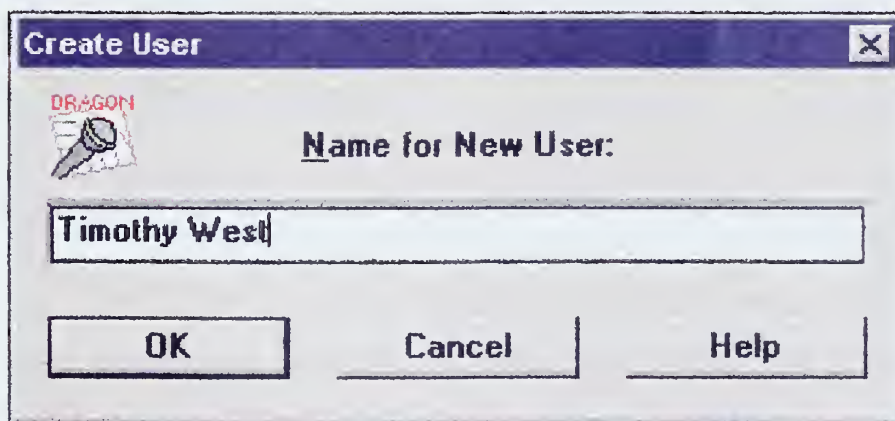 Create User
DRAGON
Name for New User:
Timothy West
OK
Cancel
Help